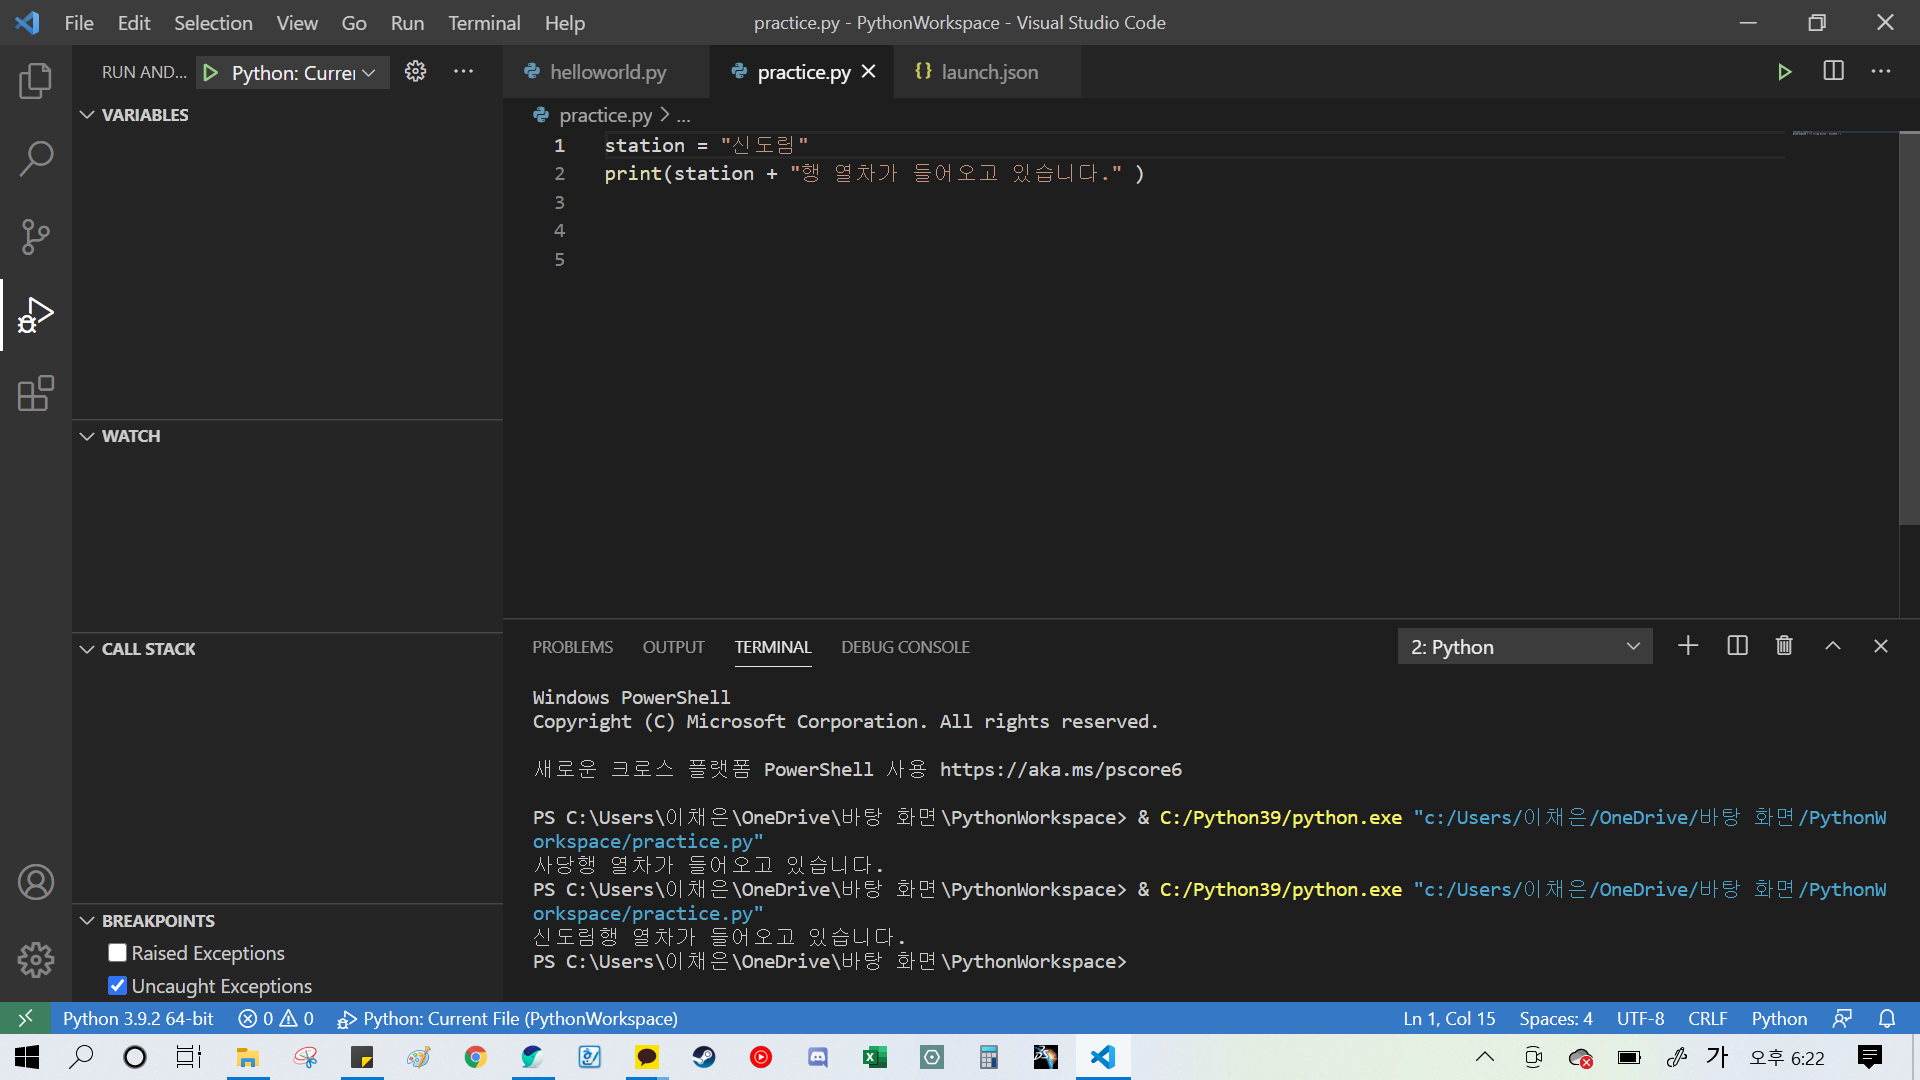 File Edit Selection View Go Run Terminal Help
practice.py - PythonWorkspace - Visual Studio Code
RUN AND... Python: Currer
helloworld.py practice.py {} launch.json
VARIABLES
practice.py > ...
1 station = "신도림"
2 print(station + "행 열차가 들어오고 있습니다." )
3
4
5
WATCH
CALL STACK
BREAKPOINTS
Raised Exceptions
Uncaught Exceptions
PROBLEMS OUTPUT TERMINAL DEBUG CONSOLE 2: Python
Windows PowerShell
Copyright (C) Microsoft Corporation. All rights reserved.
새로운 크로스 플랫폼 PowerShell 사용 https://aka.ms/pscore6
PS C:\Users\이채은\OneDrive\바탕 화면\PythonWorkspace> & C:/Python39/python.exe "c:/Users/이채은/OneDrive/바탕 화면/PythonW
orkspace/practice.py"
사당행 열차가 들어오고 있습니다.
PS C:\Users\이채은\OneDrive\바탕 화면\PythonWorkspace> & C:/Python39/python.exe "c:/Users/이채은/OneDrive/바탕 화면/PythonW
orkspace/practice.py"
신도림행 열차가 들어오고 있습니다.
PS C:\Users\이채은\OneDrive\바탕 화면\PythonWorkspace>
Python 3.9.2 64-bit 0 0 Python: Current File (PythonWorkspace) Ln 1, Col 15 Spaces: 4 UTF-8 CRLF Python
가 오후 6:22